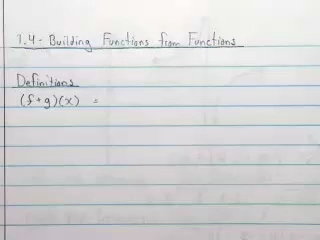 1.4 - Building Functions from Functions
Definitions
(f + g)(x) =